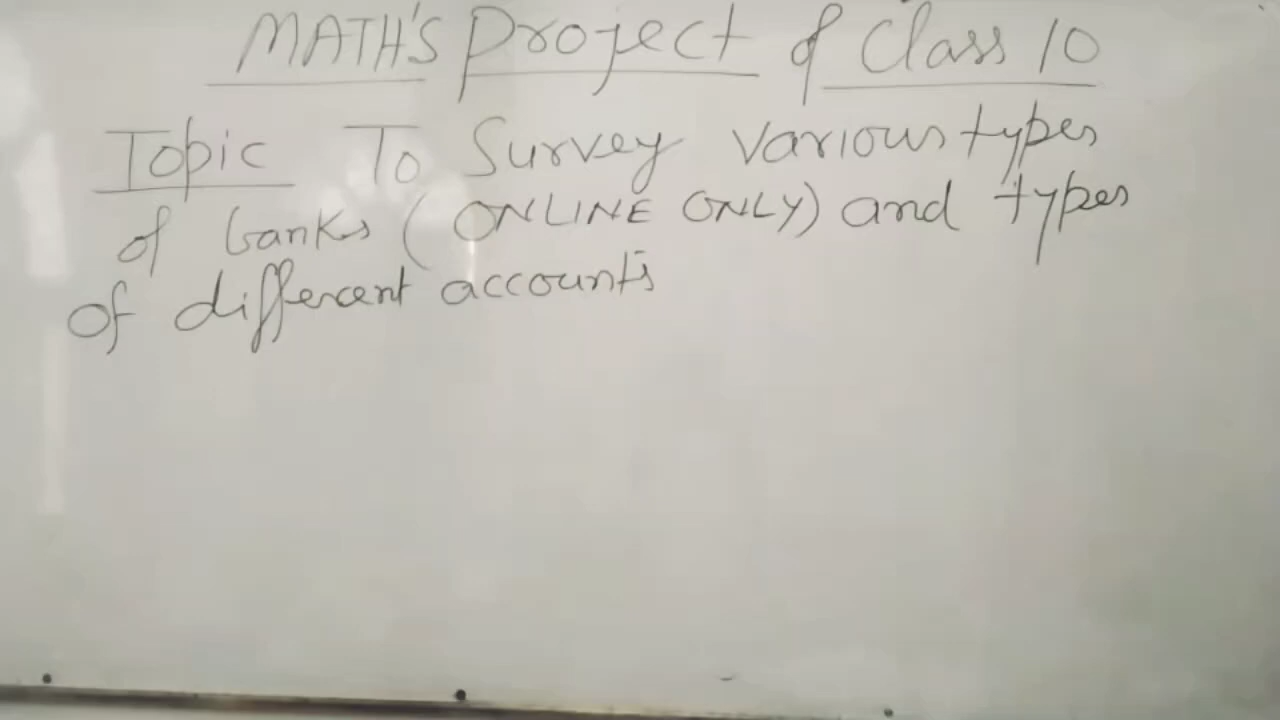 MATH'S Project of Class 10
Topic To Survey various types
of banks (ONLINE ONLY) and types
of different accounts